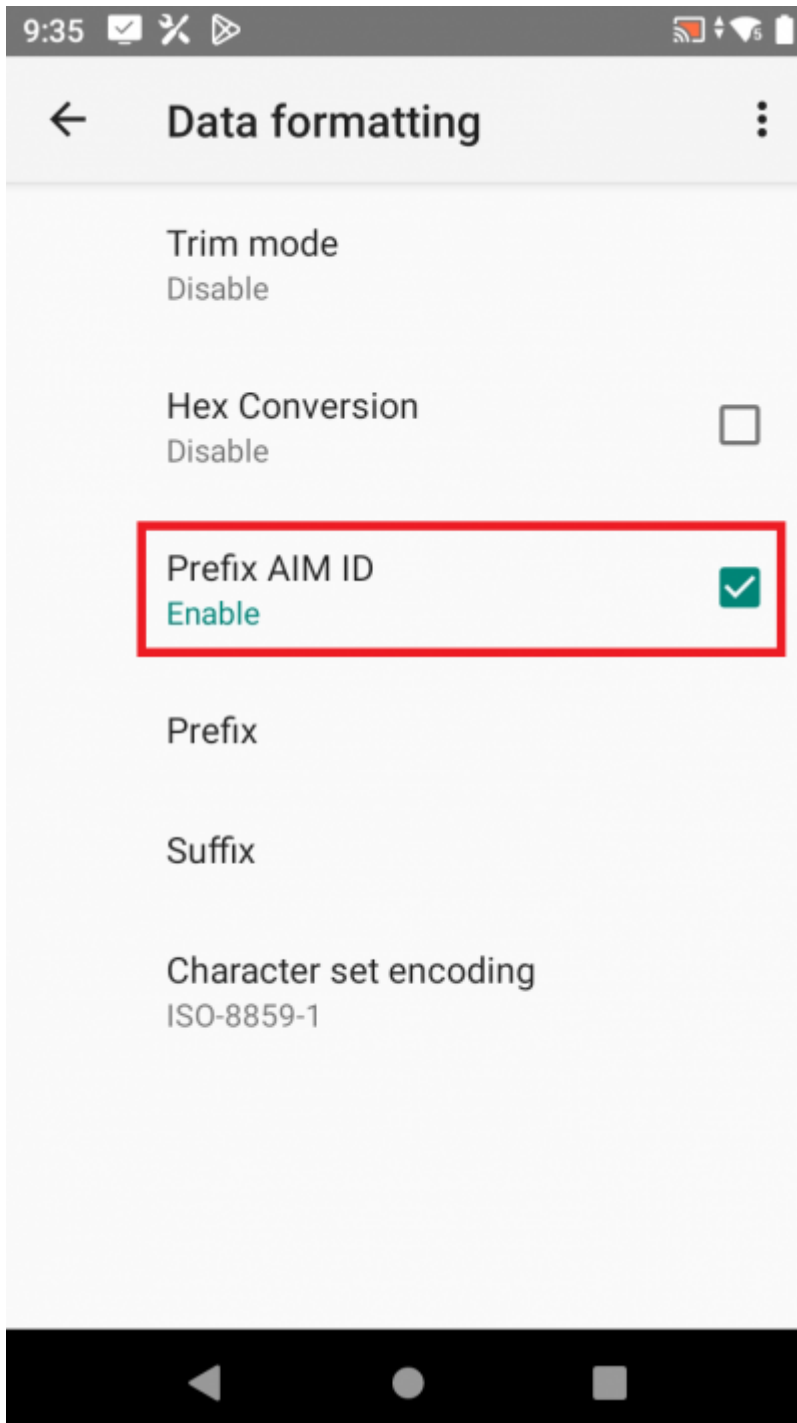 9:35
5
Data formatting
Trim mode
Disable
Hex Conversion
Disable
Prefix AIM ID
Enable
Prefix
Suffix
Character set encoding
ISO-8859-1